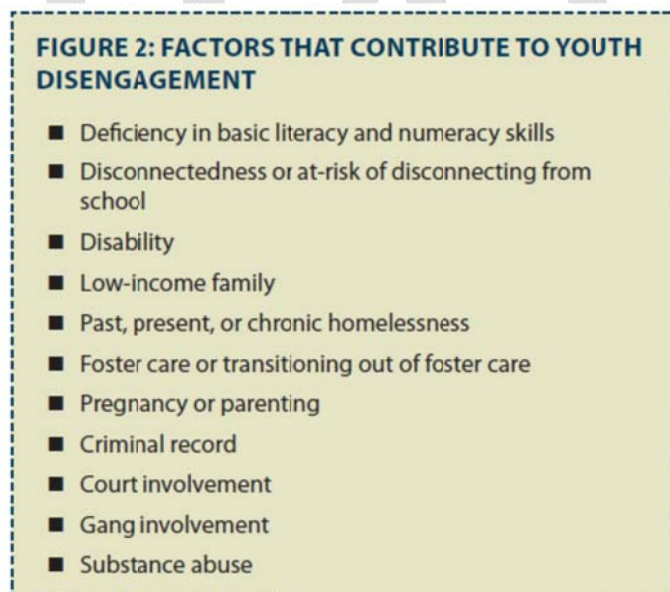 FIGURE 2: FACTORS THAT CONTRIBUTE TO YOUTH
DISENGAGEMENT
■ Deficiency in basic literacy and numeracy skills
■ Disconnectedness or at-risk of disconnecting from
school
■ Disability
■ Low-income family
■ Past, present, or chronic homelessness
■ Foster care or transitioning out of foster care
■ Pregnancy or parenting
■ Criminal record
■ Court involvement
■ Gang involvement
■ Substance abuse